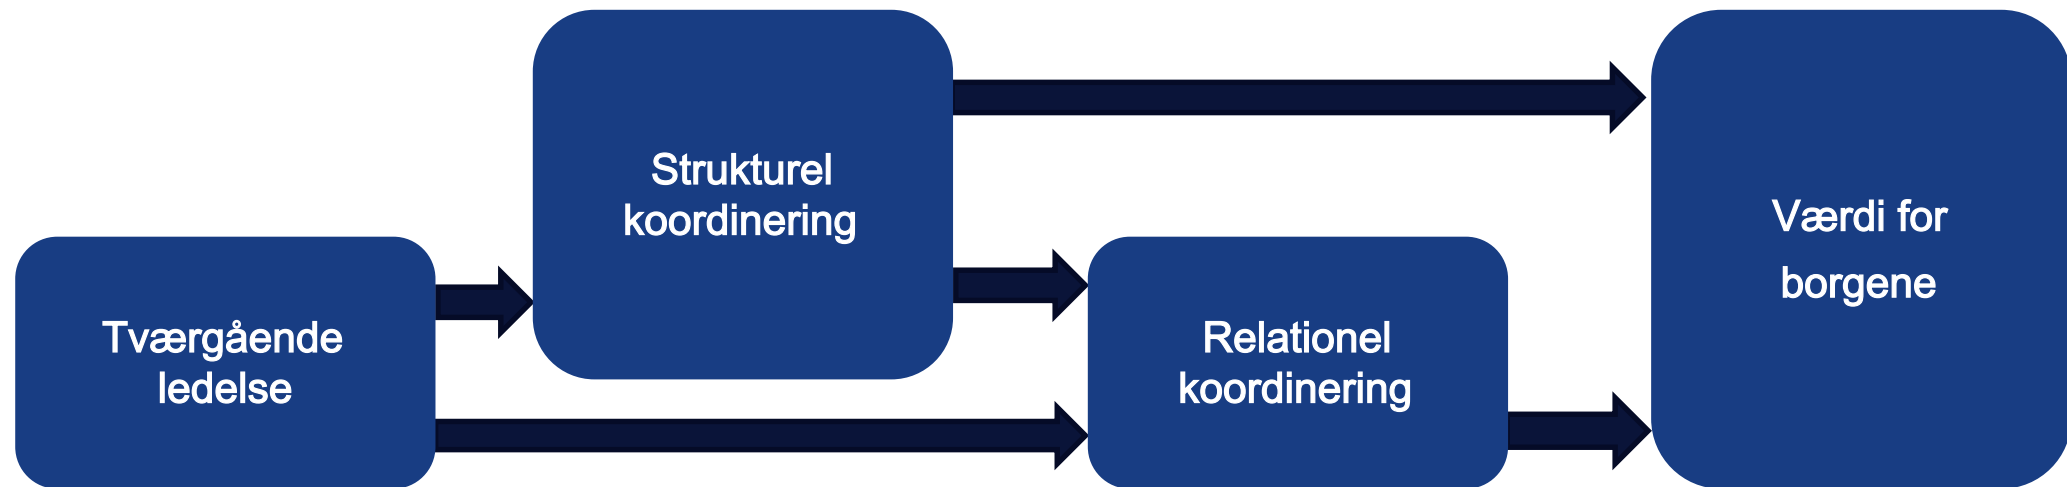 Tværgående
ledelse
Strukturel
koordinering
Relationel
koordinering
Værdi for
borgene